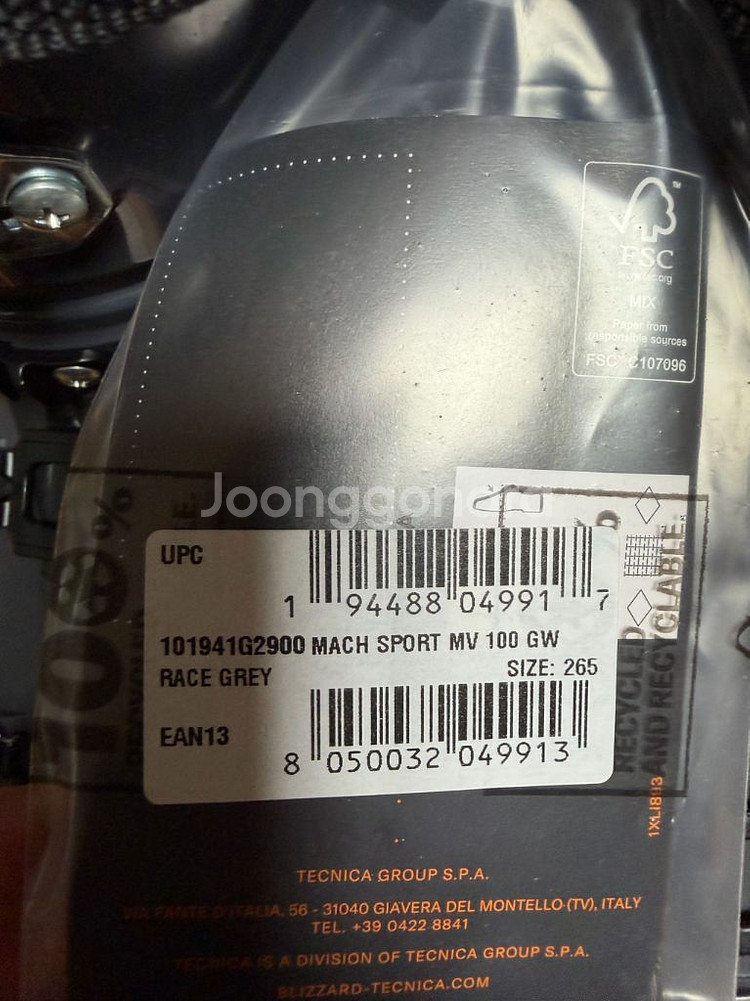 FSC
MIX
Paper from
responsible sources
FSC® C107096
Joonggonara
100%
UPC
1 94488 04991 7
101941G2900 MACH SPORT MV 100 GW
RACE GREY SIZE: 265
EAN13
8 050032 049913
RECYCLED
AND RECYCLABLE.
1XLI893
TECNICA GROUP S.P.A.
VIA FANTE D'ITALIA, 56 - 31040 GIAVERA DEL MONTELLO (TV), ITALY
TEL. +39 0422 8841
TECNICA IS A DIVISION OF TECNICA GROUP S.P.A.
BLIZZARD-TECNICA.COM